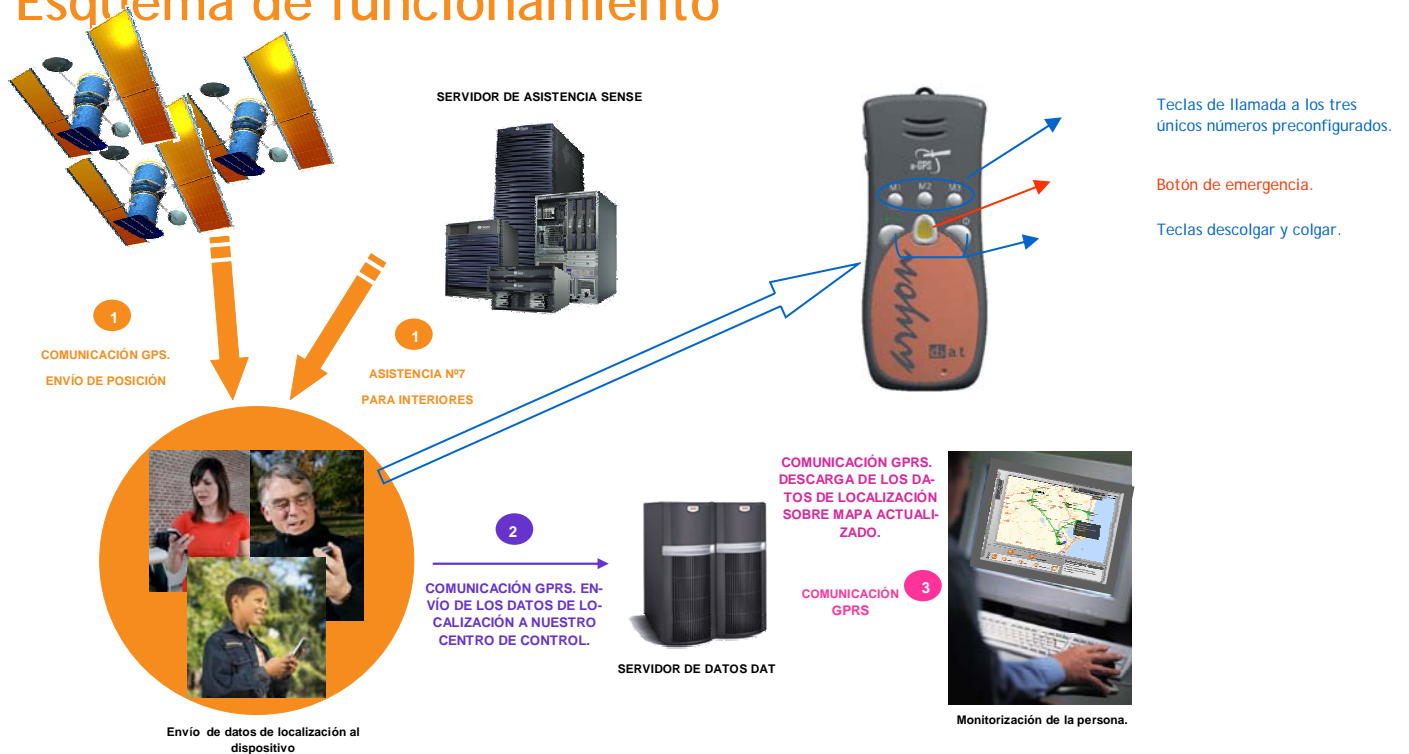 Esquema de funcionamiento
SERVIDOR DE ASISTENCIA SENSE
Teclas de llamada a los tres
únicos números preconfigurados.
Botón de emergencia.
Teclas descolgar y colgar.
a-GPS
M1 M2 M3
1
COMUNICACIÓN GPS.
ENVÍO DE POSICIÓN
1
ASISTENCIA Nº7
PARA INTERIORES
dat
2
COMUNICACIÓN GPRS. EN-
VÍO DE LOS DATOS DE LO-
CALIZACIÓN A NUESTRO
CENTRO DE CONTROL.
SERVIDOR DE DATOS DAT
COMUNICACIÓN GPRS.
DESCARGA DE LOS DA-
TOS DE LOCALIZACIÓN
SOBRE MAPA ACTUALI-
ZADO.
COMUNICACIÓN
GPRS
3
Envío de datos de localización al
dispositivo
Monitorización de la persona.